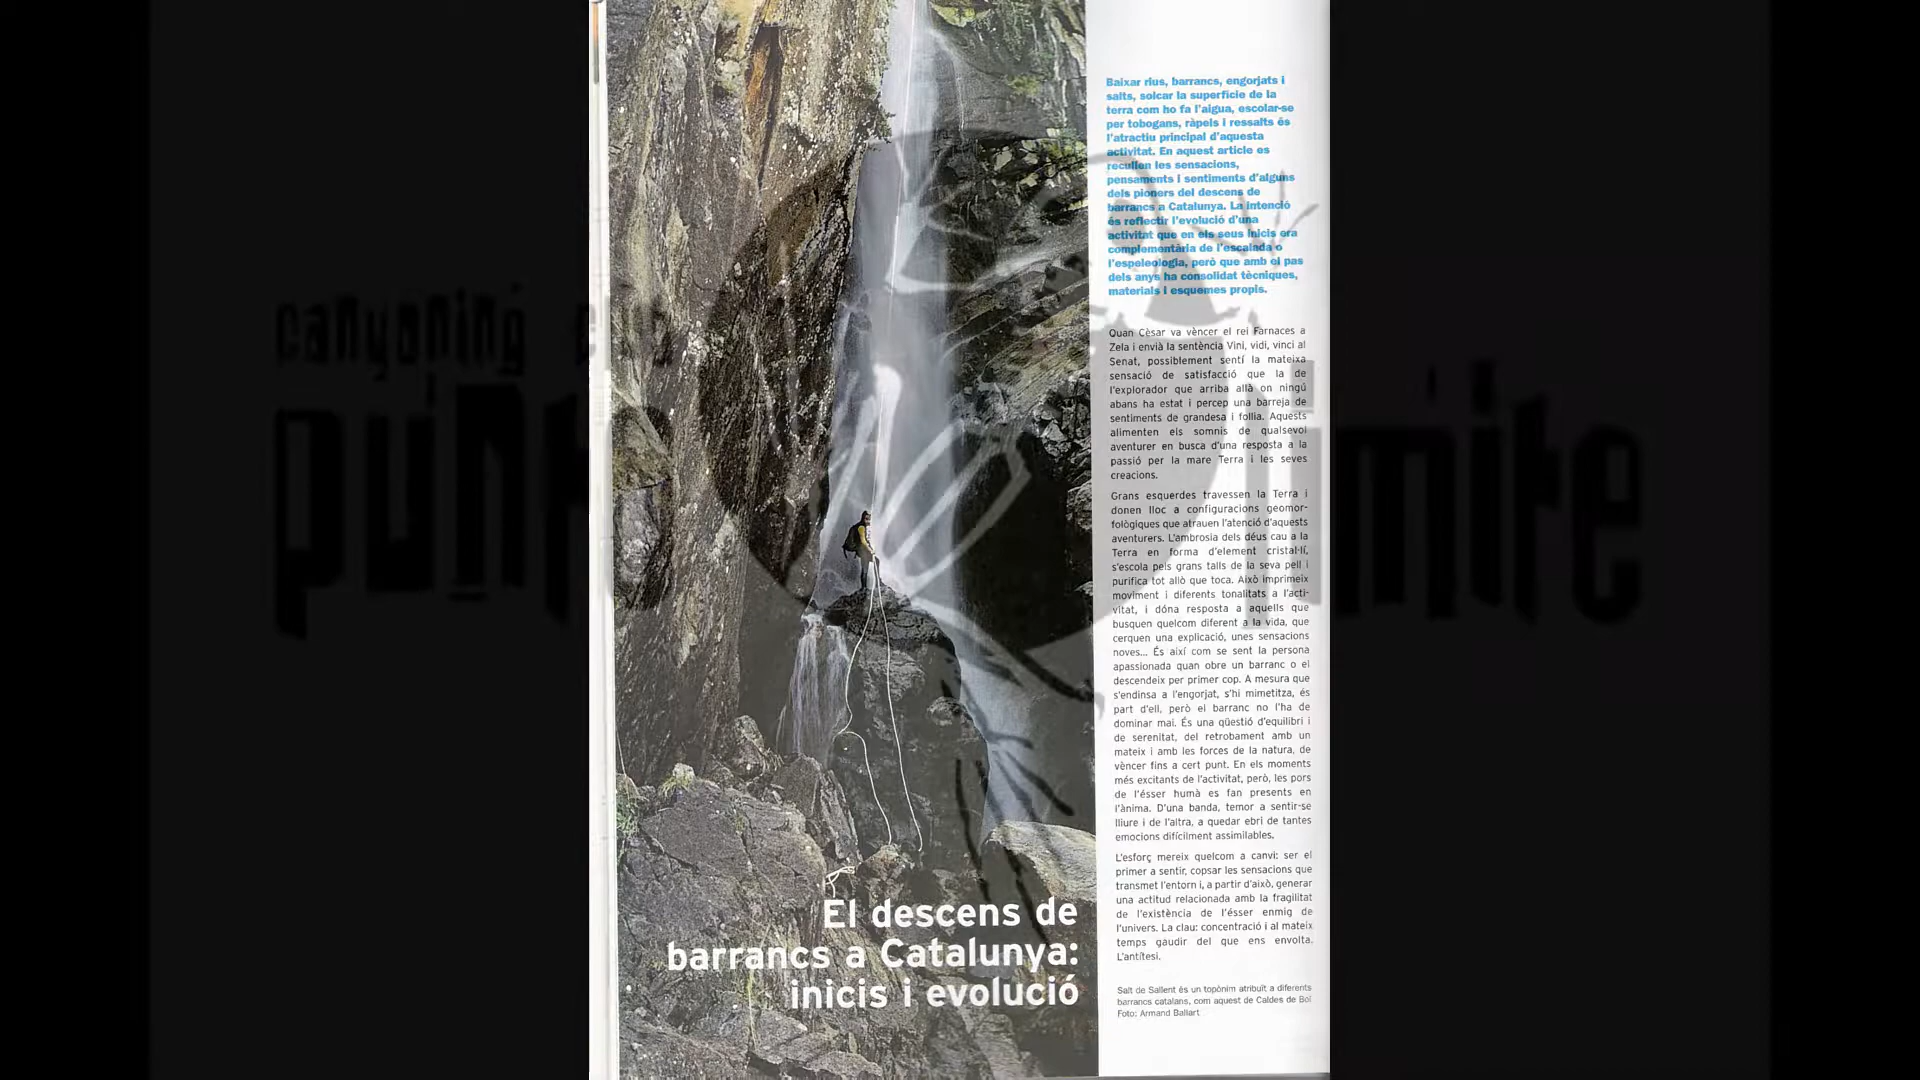 canyoning
El descens de
barrancs a Catalunya:
inicis i evolució
Baixar rius, barrancs, engorjats i
salts, solcar la superfície de la
terra com ho fa l'aigua, escolar-se
per tobogans, ràpels i ressalts és
l'atractiu principal d'aquesta
activitat. En aquest article es
recullen les sensacions,
pensaments i sentiments d'alguns
dels pioners del descens de
barrancs a Catalunya. La intenció
és reflectir l'evolució d'una
activitat que en els seus inicis era
complementària de l'escalada o
l'espeleologia, però que amb el pas
dels anys ha consolidat tècniques,
materials i esquemes propis.
Quan Cèsar va vèncer el rei Farnaces a
Zela i envià la sentència Vini, vidi, vinci al
Senat, possiblement sentí la mateixa
sensació de satisfacció que la de
l'explorador que arriba allà on ningú
abans ha estat i percep una barreja de
sentiments de grandesa i follia. Aquests
alimenten els somnis de qualsevol
aventurer en busca d'una resposta a la
passió per la mare Terra i les seves
creacions.
Grans esquerdes travessen la Terra i
donen lloc a configuracions geomor-
fològiques que atrauen l'atenció d'aquests
aventurers. L'ambrosia dels déus cau a la
Terra en forma d'element cristal·lí,
s'escola pels grans talls de la seva pell i
purifica tot allò que toca. Això imprimeix
moviment i diferents tonalitats a l'acti-
vitat, i dóna resposta a aquells que
busquen quelcom diferent a la vida, que
cerquen una explicació, unes sensacions
noves... És així com se sent la persona
apassionada quan obre un barranc o el
descendeix per primer cop. A mesura que
s'endinsa a l'engorjat, s'hi mimetitza, és
part d'ell, però el barranc no l'ha de
dominar mai. És una qüestió d'equilibri i
de serenitat, del retrobament amb un
mateix i amb les forces de la natura, de
vèncer fins a cert punt. En els moments
més excitants de l'activitat, però, les pors
de l'ésser humà es fan presents en
l'ànima. D'una banda, temor a sentir-se
lliure i de l'altra, a quedar ebri de tantes
emocions difícilment assimilables.
L'esforç mereix quelcom a canvi: ser el
primer a sentir, copsar les sensacions que
transmet l'entorn i, a partir d'això, generar
una actitud relacionada amb la fragilitat
de l'existència de l'ésser enmig de
l'univers. La clau: concentració i al mateix
temps gaudir del que ens envolta.
L'antítesi.
Salt de Sallent és un topònim atribuït a diferents
barrancs catalans, com aquest de Caldes de Boí
Foto: Armand Ballart